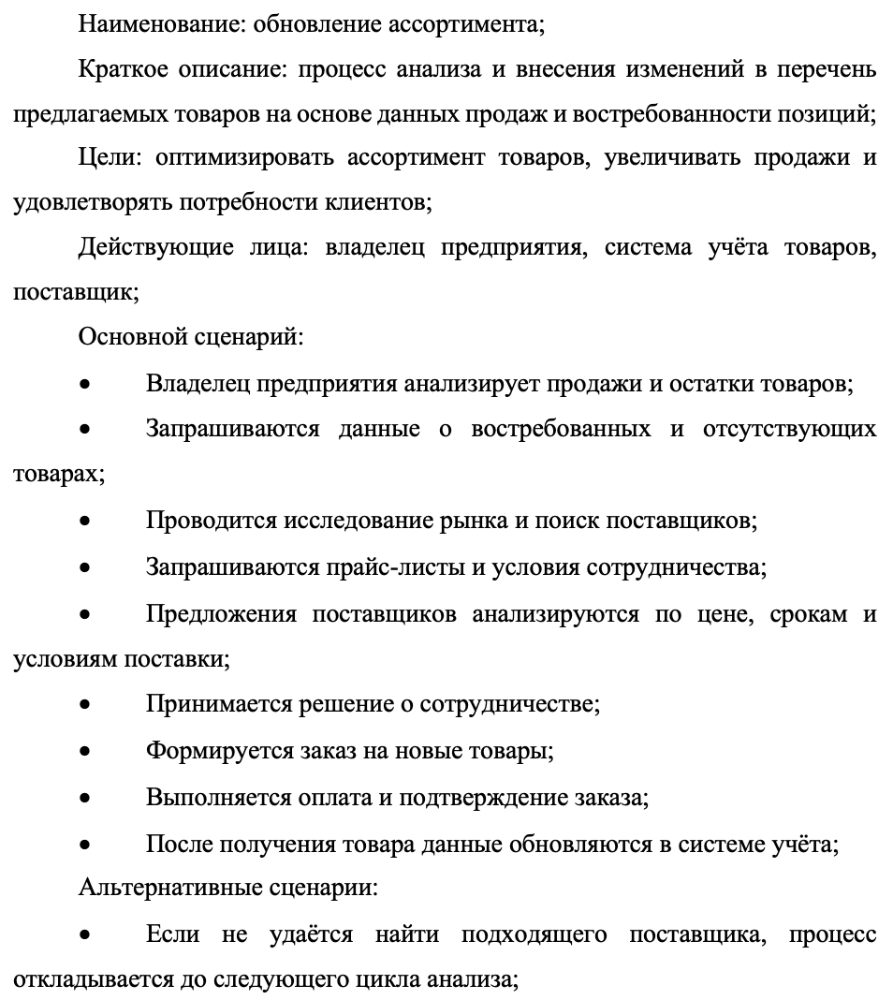 Наименование: обновление ассортимента;
Краткое описание: процесс анализа и внесения изменений в перечень
предлагаемых товаров на основе данных продаж и востребованности позиций;
Цели: оптимизировать ассортимент товаров, увеличивать продажи и
удовлетворять потребности клиентов;
Действующие лица: владелец предприятия, система учёта товаров,
поставщик;
Основной сценарий:
• Владелец предприятия анализирует продажи и остатки товаров;
• Запрашиваются данные о востребованных и отсутствующих
товарах;
• Проводится исследование рынка и поиск поставщиков;
• Запрашиваются прайс-листы и условия сотрудничества;
• Предложения поставщиков анализируются по цене, срокам и
условиям поставки;
• Принимается решение о сотрудничестве;
• Формируется заказ на новые товары;
• Выполняется оплата и подтверждение заказа;
• После получения товара данные обновляются в системе учёта;
Альтернативные сценарии:
• Если не удаётся найти подходящего поставщика, процесс
откладывается до следующего цикла анализа;